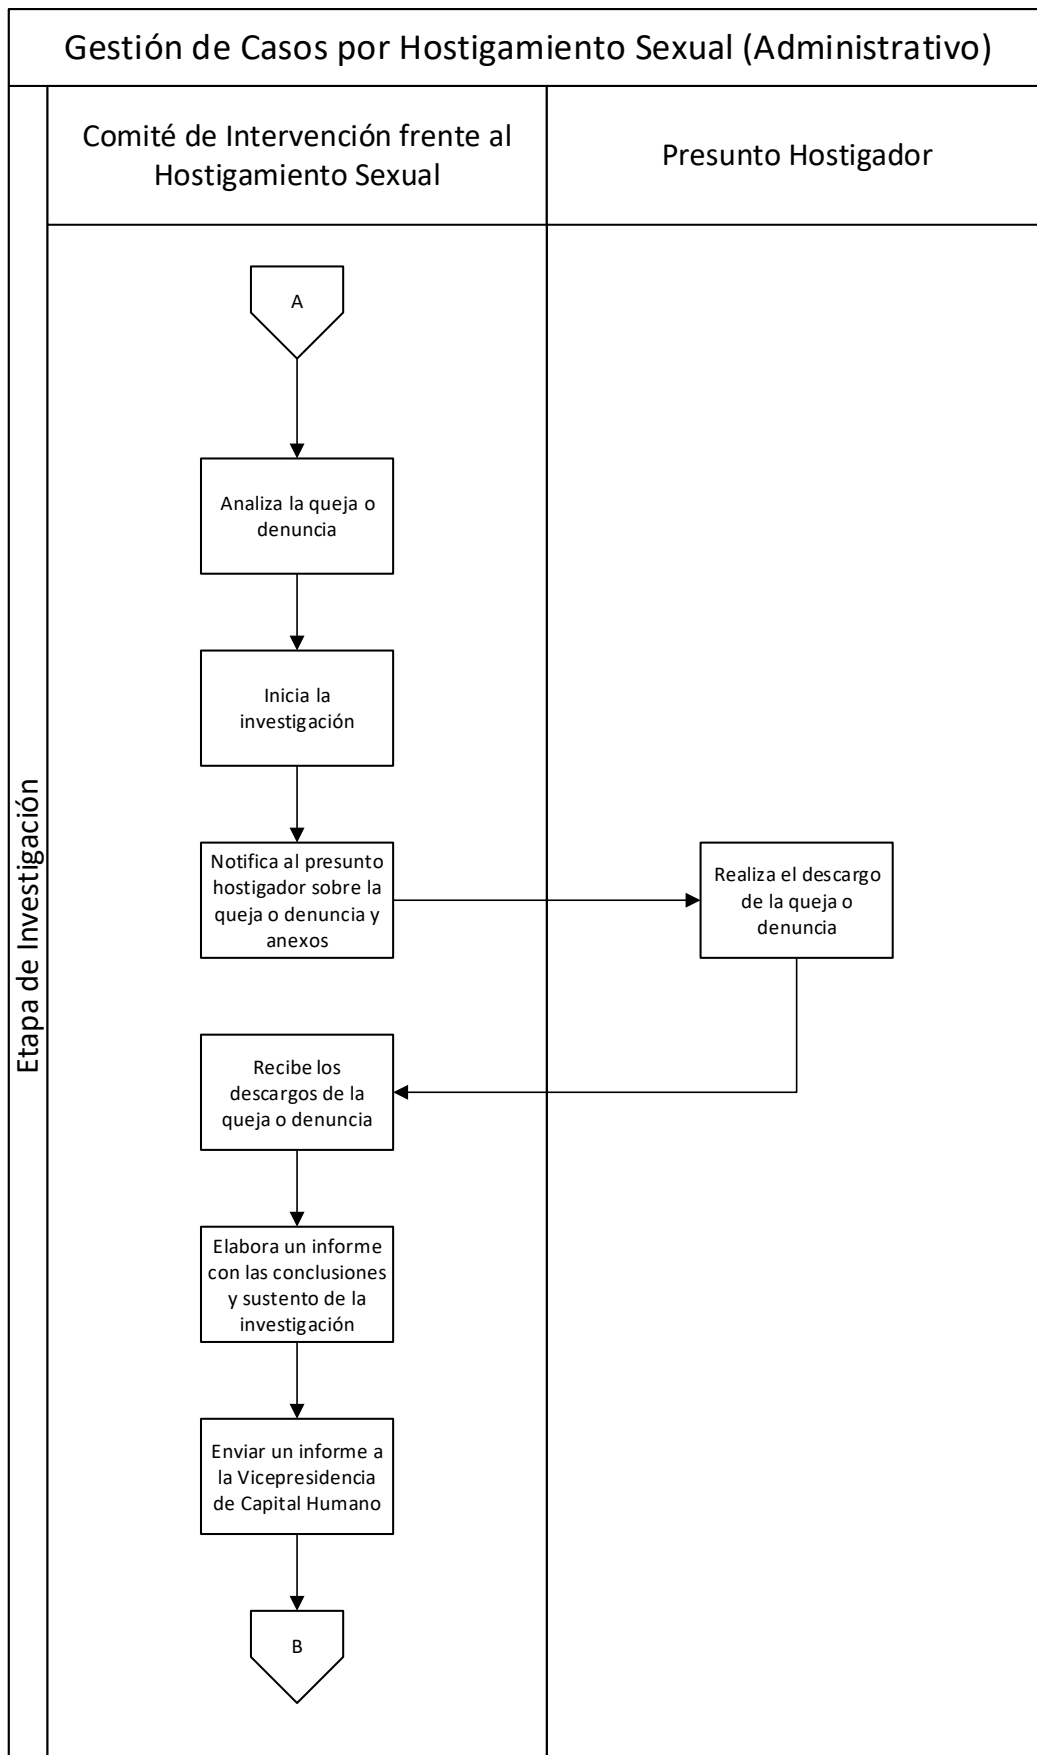 Gestión de Casos por Hostigamiento Sexual (Administrativo)
Comité de Intervención frente al
Hostigamiento Sexual
Presunto Hostigador
Etapa de Investigación
A
Analiza la queja o
denuncia
Inicia la
investigación
Notifica al presunto
hostigador sobre la
queja o denuncia y
anexos
Realiza el descargo
de la queja o
denuncia
Recibe los
descargos de la
queja o denuncia
Elabora un informe
con las conclusiones
y sustento de la
investigación
Enviar un informe a
la Vicepresidencia
de Capital Humano
B